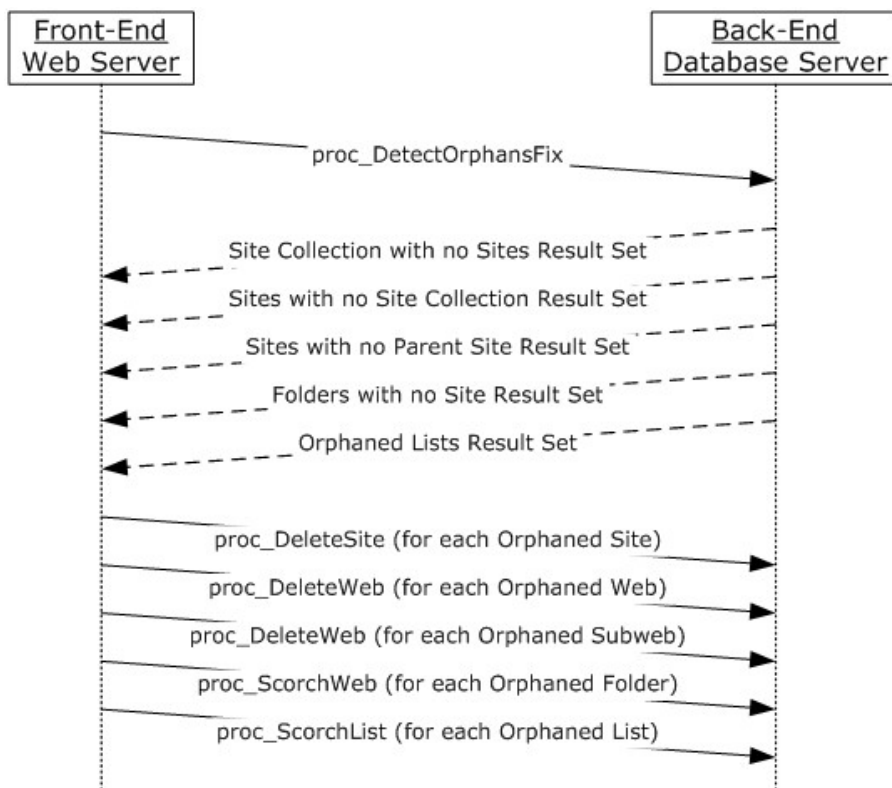 Front-End
Web Server
Back-End
Database Server
proc_DetectOrphansFix
Site Collection with no Sites Result Set
Sites with no Site Collection Result Set
Sites with no Parent Site Result Set
Folders with no Site Result Set
Orphaned Lists Result Set
proc_DeleteSite (for each Orphaned Site)
proc_DeleteWeb (for each Orphaned Web)
proc_DeleteWeb (for each Orphaned Subweb)
proc_ScorchWeb (for each Orphaned Folder)
proc_ScorchList (for each Orphaned List)